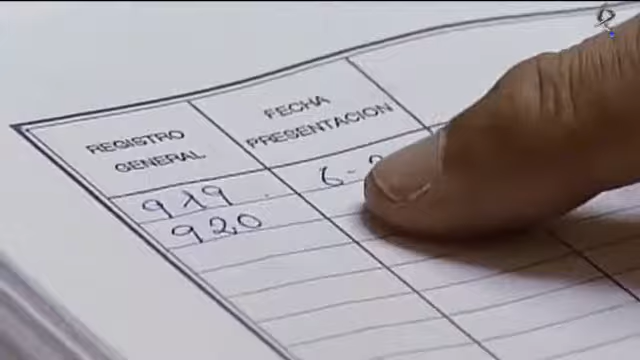 REGISTRO GENERAL
FECHA PRESENTACION
919
920